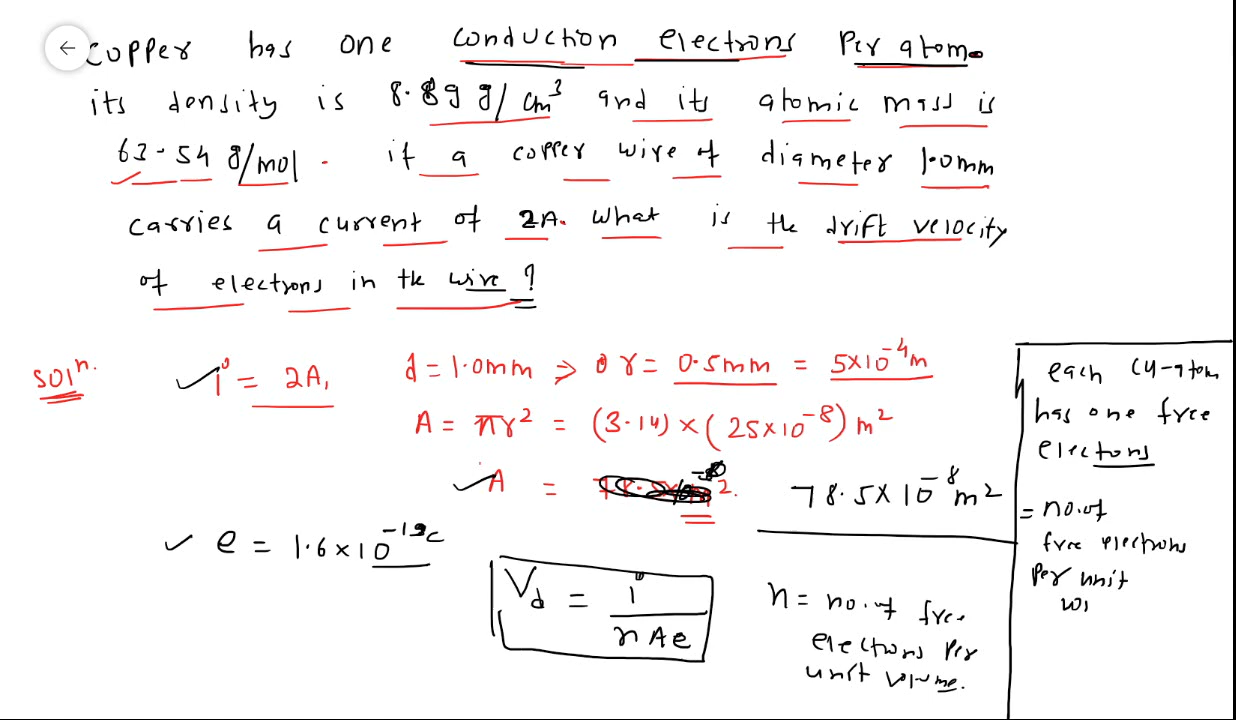 copper has one conduction electrons Per atom.
its density is 8.89 g/cm³ and its atomic mass is
63.54 g/mol. if a copper wire of diameter 1.0mm
carries a current of 2A. What is the drift velocity
of electrons in the wire?
Solⁿ. i = 2A, d = 1.0mm ⇒ r = 0.5mm = 5×10⁻⁴m
A = πr² = (3.14) × (25×10⁻⁸) m²
A = 78.5×10⁻⁸ m²
e = 1.6×10⁻¹⁹c
Vd = i / nAe
n = no. of free
electrons per
unit volume.
each Cu-atom
has one free
electons
= no. of
free electrons
per unit